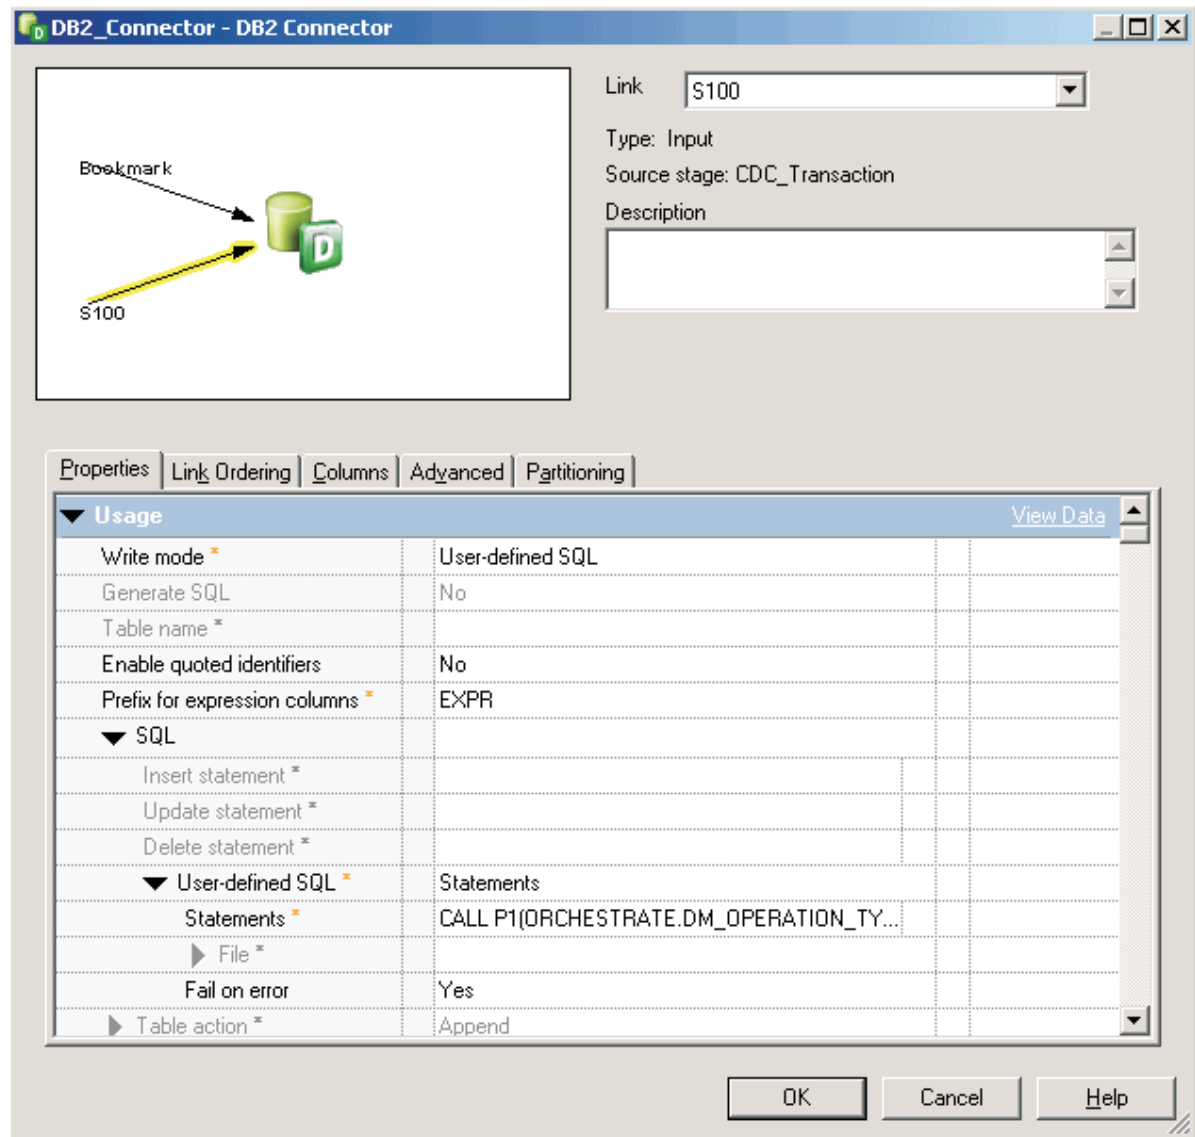 DB2_Connector - DB2 Connector
Bookmark
S100
Link S100
Type: Input
Source stage: CDC_Transaction
Description
Properties Link Ordering Columns Advanced Partitioning
Usage View Data
Write mode * User-defined SQL
Generate SQL No
Table name *
Enable quoted identifiers No
Prefix for expression columns * EXPR
SQL
Insert statement *
Update statement *
Delete statement *
User-defined SQL * Statements
Statements * CALL P1(ORCHESTRATE.DM_OPERATION_TY...
File *
Fail on error Yes
Table action * Append
OK Cancel Help